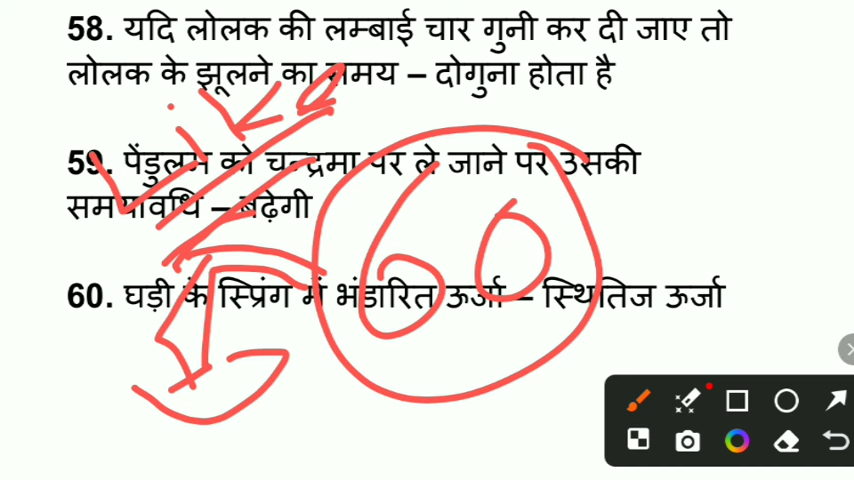 58. यदि लोलक की लम्बाई चार गुनी कर दी जाए तो
लोलक के झूलने का समय – दोगुना होता है
Like
59. पेंडुलम को चन्द्रमा पर ले जाने पर उसकी
समयावधि – बढ़ेगी
60
60. घड़ी के स्प्रिंग में भंडारित ऊर्जा – स्थितिज ऊर्जा